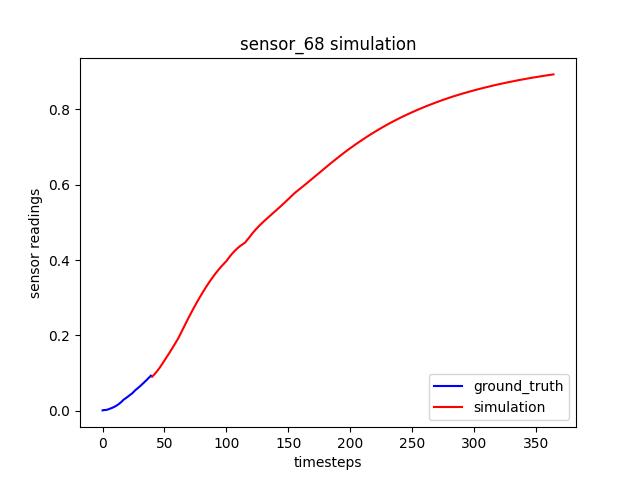 sensor_68 simulation
sensor readings
0.8
0.6
0.4
0.2
0.0
0 50 100 150 200 250 300 350
timesteps
ground_truth
simulation